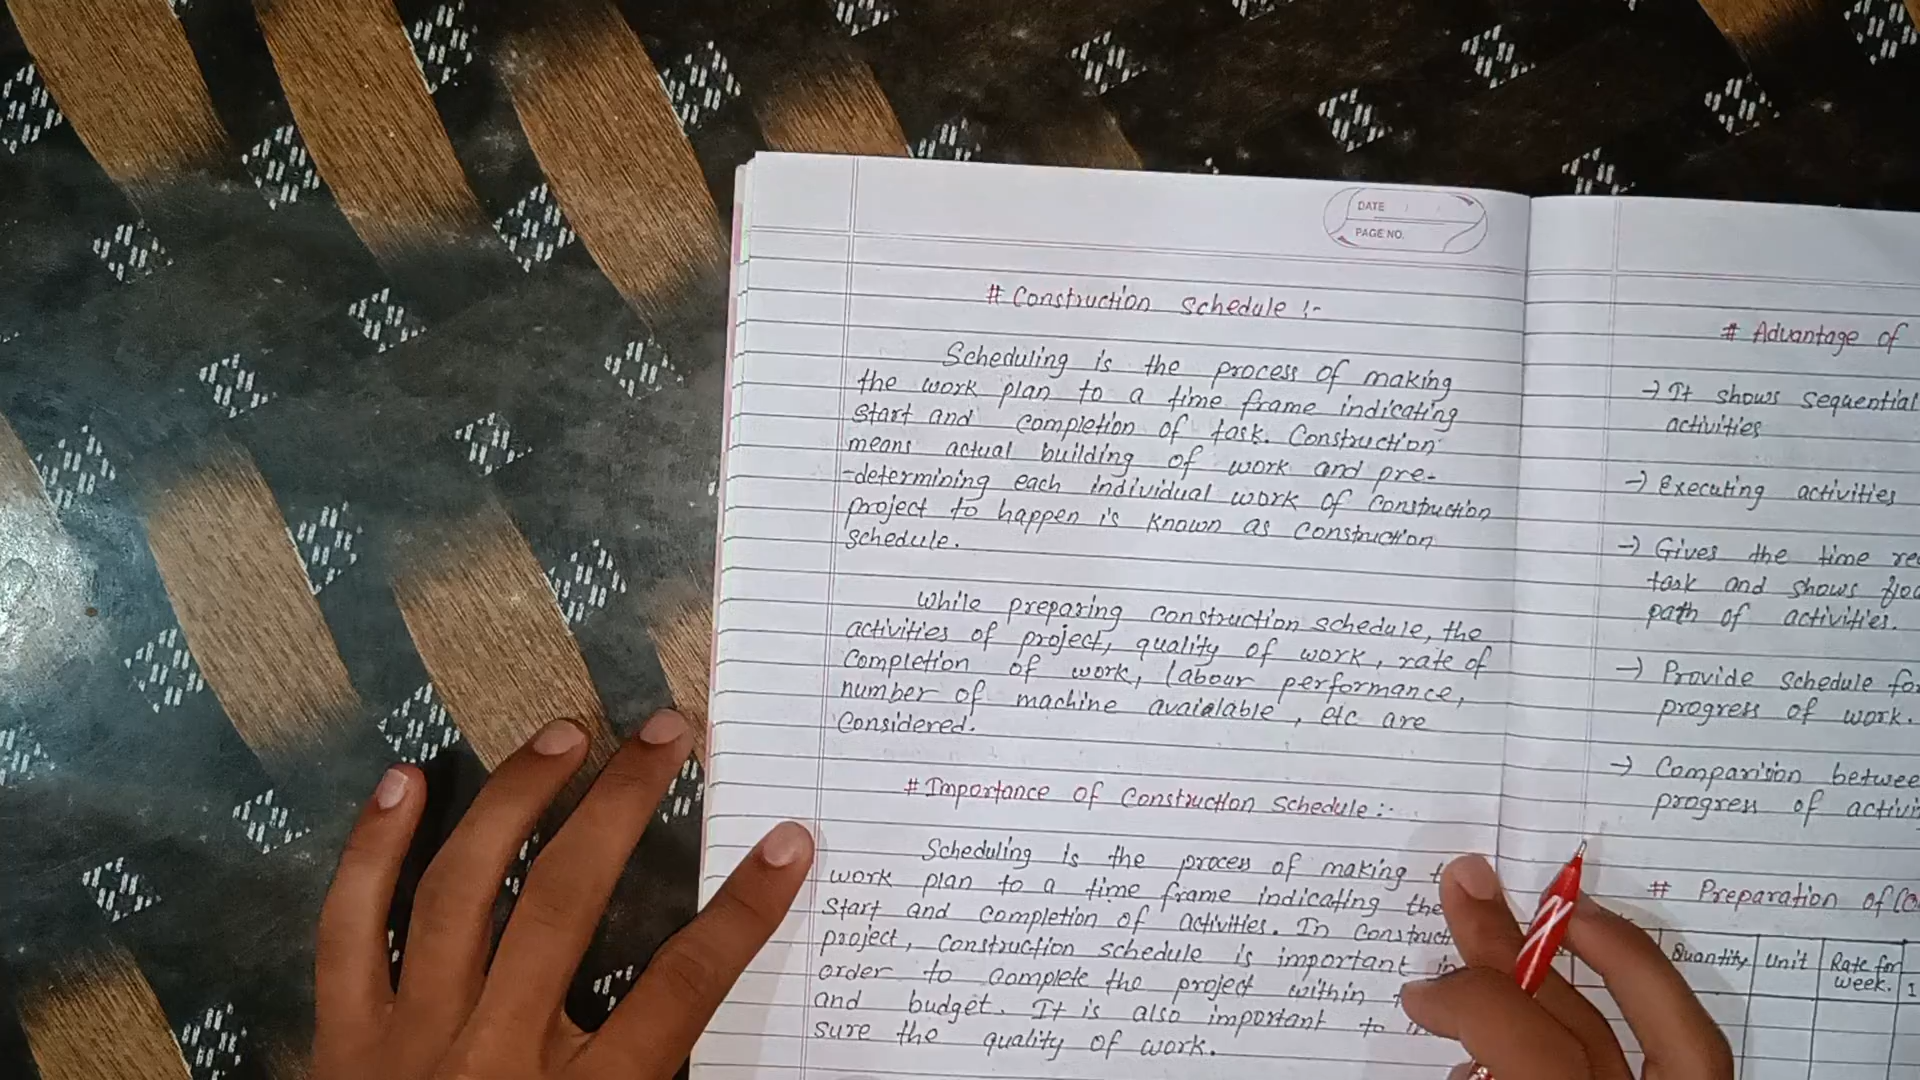 DATE
PAGE NO.
# Construction Schedule :-
Scheduling is the process of making
the work plan to a time frame indicating
start and completion of task. Construction
means actual building of work and pre-
-determining each individual work of construction
project to happen is known as construction
schedule.
While preparing construction schedule, the
activities of project, quality of work, rate of
completion of work, labour performance,
number of machine avaialable, etc are
considered.
# Importance of Construction Schedule :-
Scheduling is the process of making
work plan to a time frame indicating the
start and completion of activities. In construct
project, construction schedule is important in
order to complete the project within
and budget. It is also important to
sure the quality of work.
# Advantage of
→ It shows sequential
activities
→ executing activities
→ Gives the time
task and shows
path of activities.
→ Provide schedule
progress of work.
→ Comparision
progress of
# Preparation of
Quantity Unit Rate for
week. 1